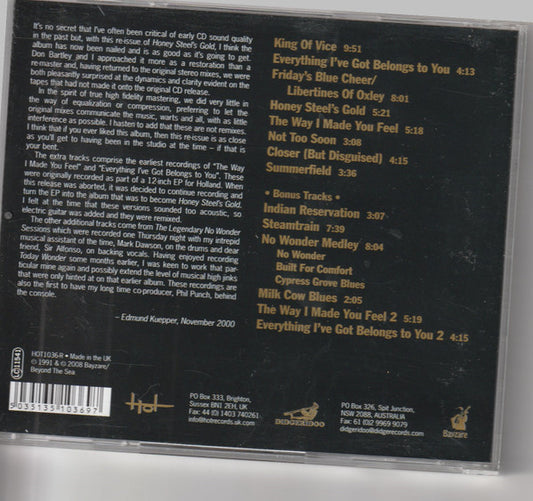 It's no secret that I've often been critical of early CD sound quality
in the past but, with this re-issue of Honey Steel's Gold, I think the
album has now been nailed and is as good as it's going to get.
Don Bartley and I approached it more as a restoration than a
re-master and, having returned to the original stereo mixes, we were
both pleasantly surprised at the dynamics and clarity evident on the
tapes that had not made it onto the original CD release.
In the spirit of true high fidelity mastering, we did very little in
the way of equalization or compression, preferring to let the
original mixes communicate the music, warts and all, with as little
interference as possible. I hasten to add that these are not remixes.
I think that if you ever liked this album, then this re-issue is as close
as you'll get to having been in the studio at the time – if that is
your bent.
The extra tracks comprise the earliest recordings of "The Way
I Made You Feel" and "Everything I've Got Belongs to You". These
were originally recorded as part of a 12-inch EP for Holland. When
this release was aborted, it was decided to continue recording and
turn the EP into the album that was to become Honey Steel's Gold.
I felt at the time that these versions sounded too acoustic, so
electric guitar was added and they were remixed.
The other additional tracks come from The Legendary No Wonder
Sessions which were recorded one Thursday night with my intrepid
musical assistant of the time, Mark Dawson, on the drums and dear
friend, Sir Alfonso, on backing vocals. Having enjoyed recording
Today Wonder some months earlier, I was keen to work that par-
ticular mine again and possibly extend the level of musical high jinks
that were only hinted at on that earlier album. These recordings are
also the first to have my long time co-producer, Phil Punch, behind
the console.
– Edmund Kuepper, November 2000
King Of Vice 9:51
Everything I've Got Belongs to You 4:13
Friday's Blue Cheer/
Libertines Of Oxley 8:01
Honey Steel's Gold 5:21
The Way I Made You Feel 5:18
Not Too Soon 3:08
Closer (But Disguised) 4:15
Summerfield 3:36
• Bonus Tracks •
Indian Reservation 3:07
Steamtrain 7:39
No Wonder Medley 8:04
No Wonder
Built For Comfort
Cypress Grove Blues
Milk Cow Blues 2:05
The Way I Made You Feel 2 5:19
Everything I've Got Belongs to You 2 4:15
LC11541
HOT1036R • Made in the UK
© 1991 & © 2008 Bayzare/
Beyond The Sea
5 035135 103697
Hot
PO BOX 333, Brighton,
Sussex BN1 2EH, UK
Fax: 44 (0) 1403 740261
info@hotrecords.uk.com
DIDGERIDOO
PO BOX 326, Spit Junction,
NSW 2088, AUSTRALIA
Fax: 61 (0)2 9969 9079
didgeridoo@didgerecords.com
Bayzare